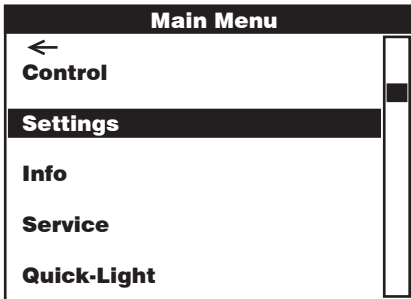 Main Menu
←
Control
Settings
Info
Service
Quick-Light